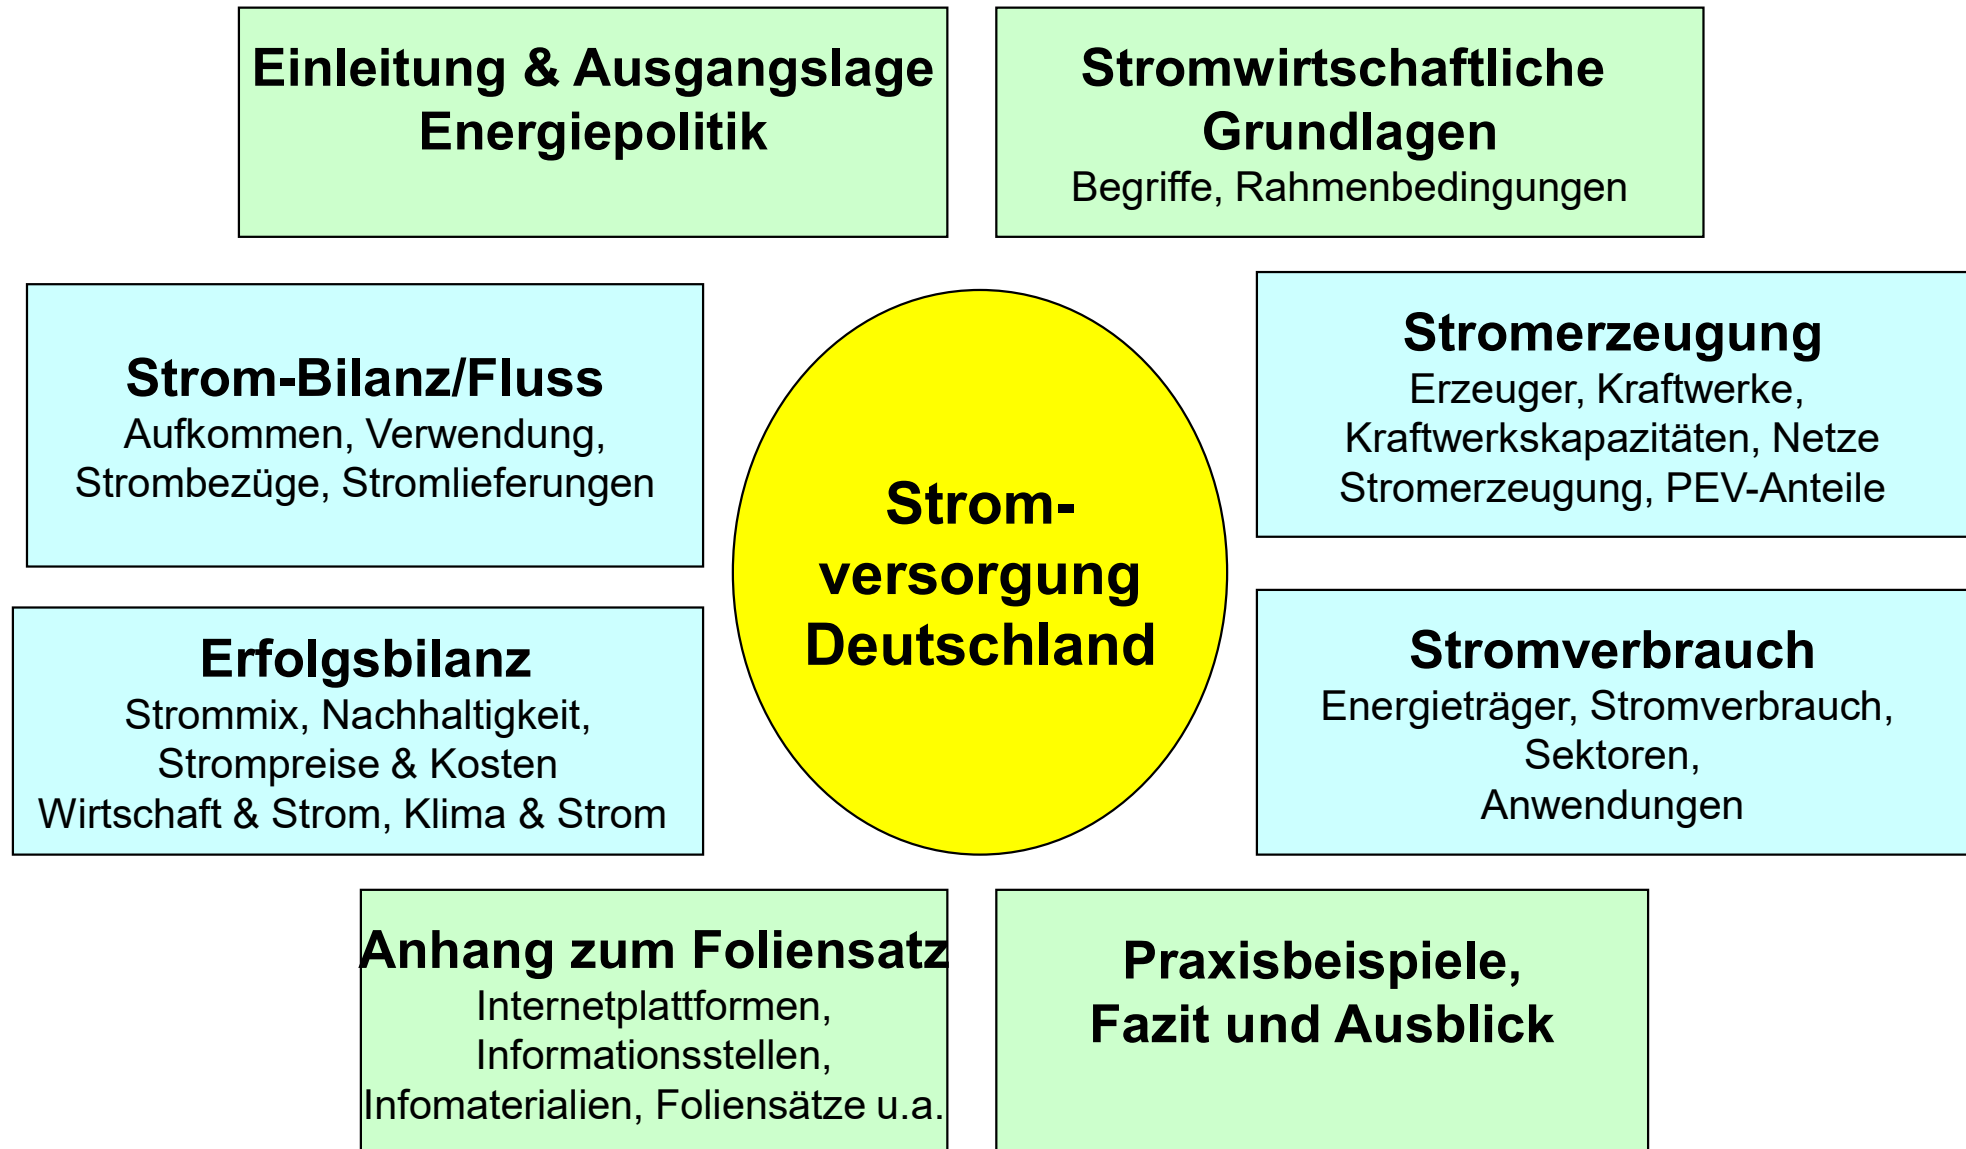 Einleitung & Ausgangslage
Energiepolitik
Stromwirtschaftliche
Grundlagen
Begriffe, Rahmenbedingungen
Strom-Bilanz/Fluss
Aufkommen, Verwendung,
Strombezüge, Stromlieferungen
Strom-
versorgung
Deutschland
Stromerzeugung
Erzeuger, Kraftwerke,
Kraftwerkskapazitäten, Netze
Stromerzeugung, PEV-Anteile
Erfolgsbilanz
Strommix, Nachhaltigkeit,
Strompreise & Kosten
Wirtschaft & Strom, Klima & Strom
Stromverbrauch
Energieträger, Stromverbrauch,
Sektoren,
Anwendungen
Anhang zum Foliensatz
Internetplattformen,
Informationsstellen,
Infomaterialien, Foliensätze u.a.
Praxisbeispiele,
Fazit und Ausblick